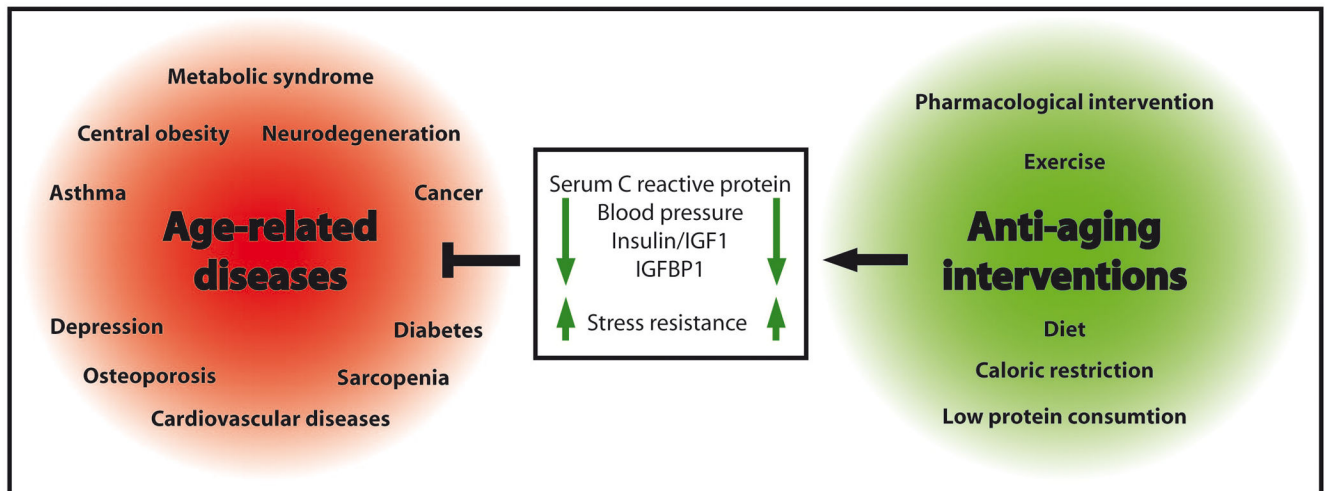 Metabolic syndrome
Central obesity
Neurodegeneration
Asthma
Cancer
Age-related
diseases
Depression
Diabetes
Osteoporosis
Sarcopenia
Cardiovascular diseases
Serum C reactive protein
Blood pressure
Insulin/IGF1
IGFBP1
Stress resistance
Pharmacological intervention
Exercise
Anti-aging
interventions
Diet
Caloric restriction
Low protein consumtion